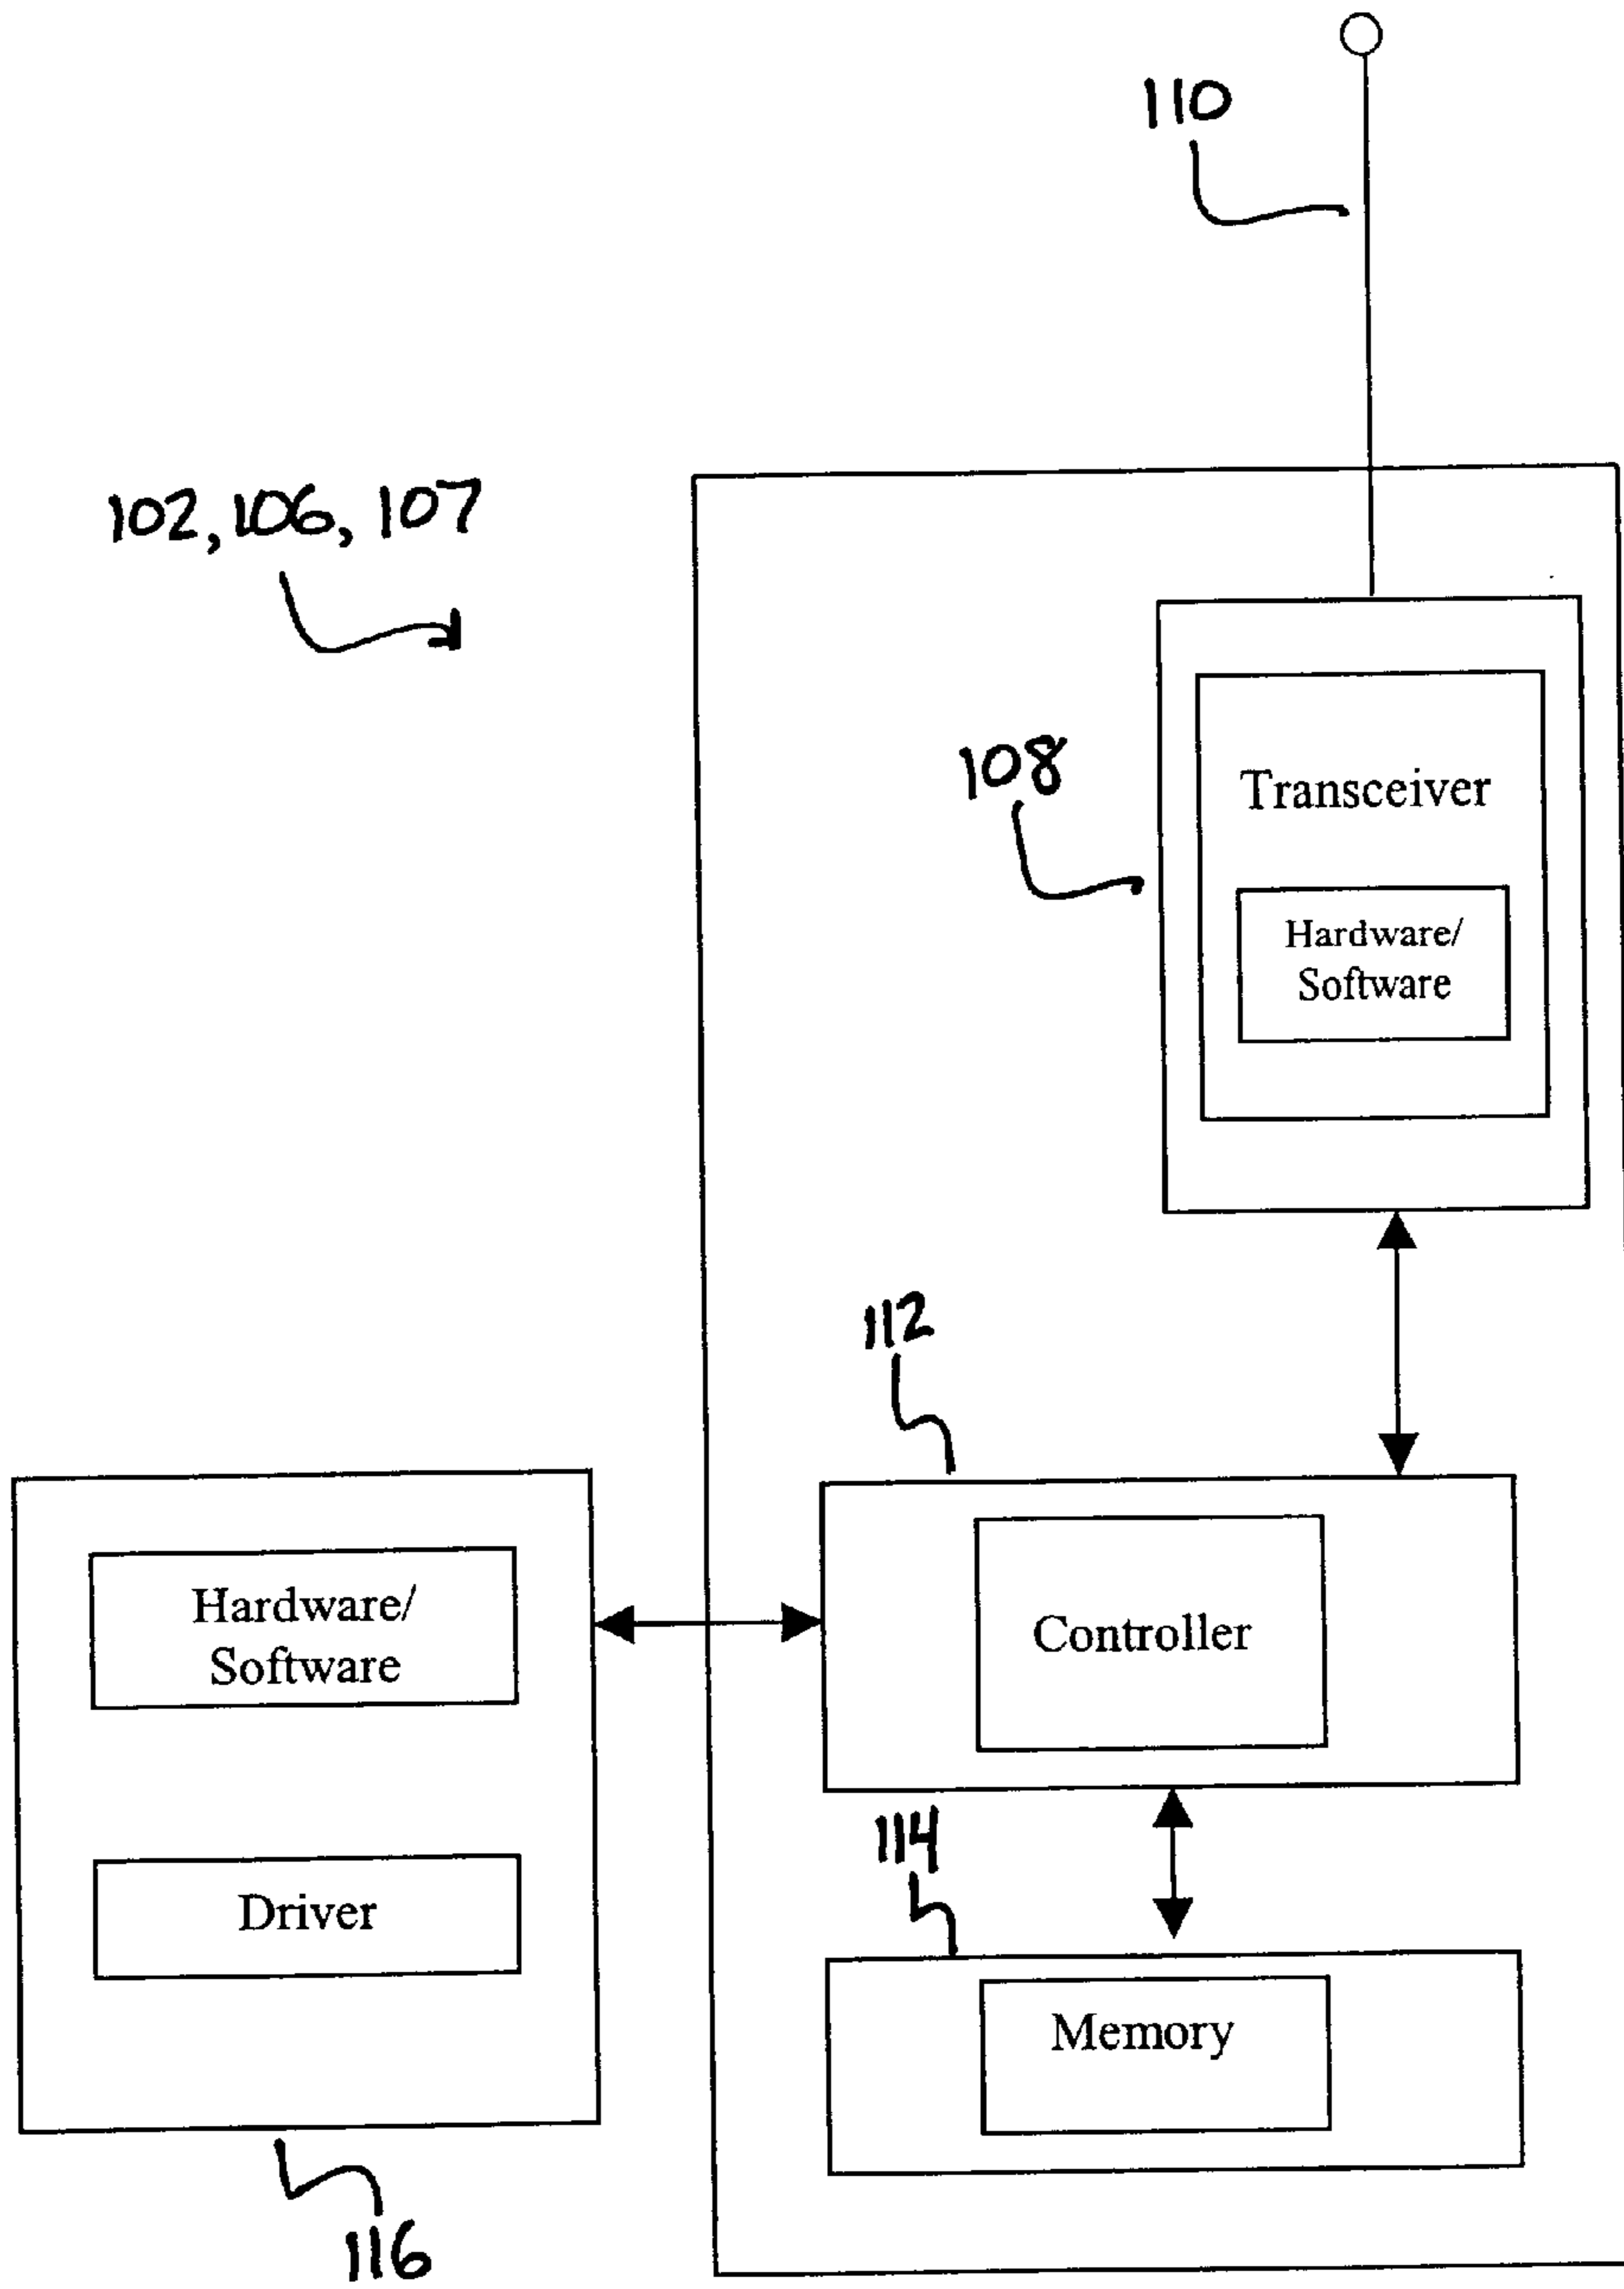 110
102, 106, 107
108
Transceiver
Hardware/
Software
112
Hardware/
Software
Controller
114
Driver
Memory
116